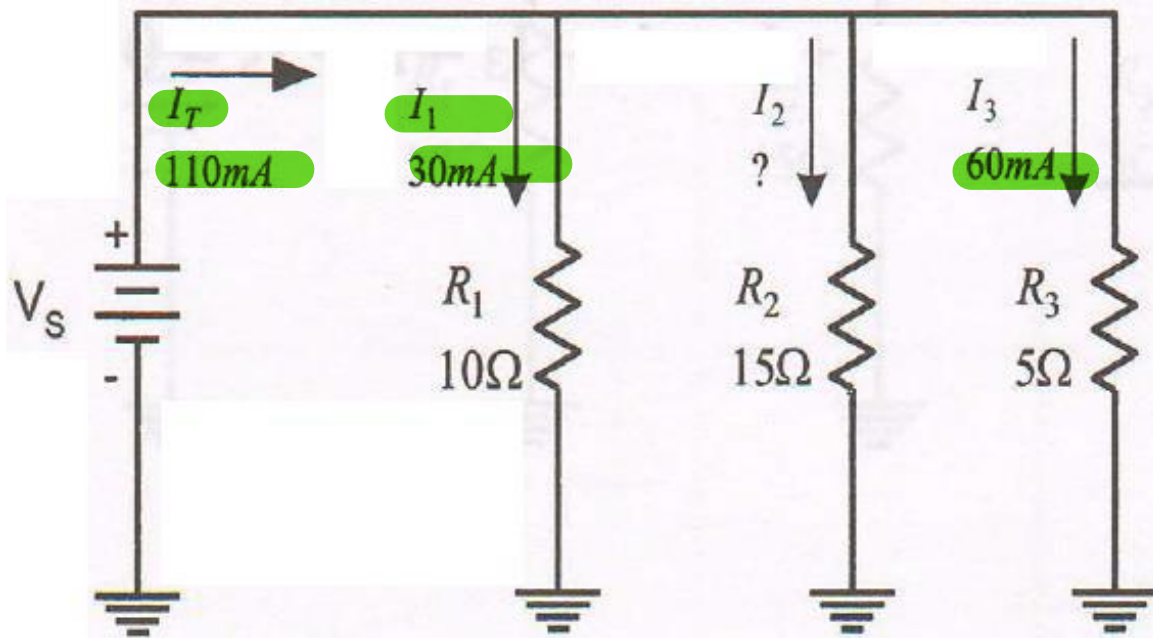 I_T
110mA
I_1
30mA
I_2
?
I_3
60mA
+
V_S
-
R_1
10Ω
R_2
15Ω
R_3
5Ω